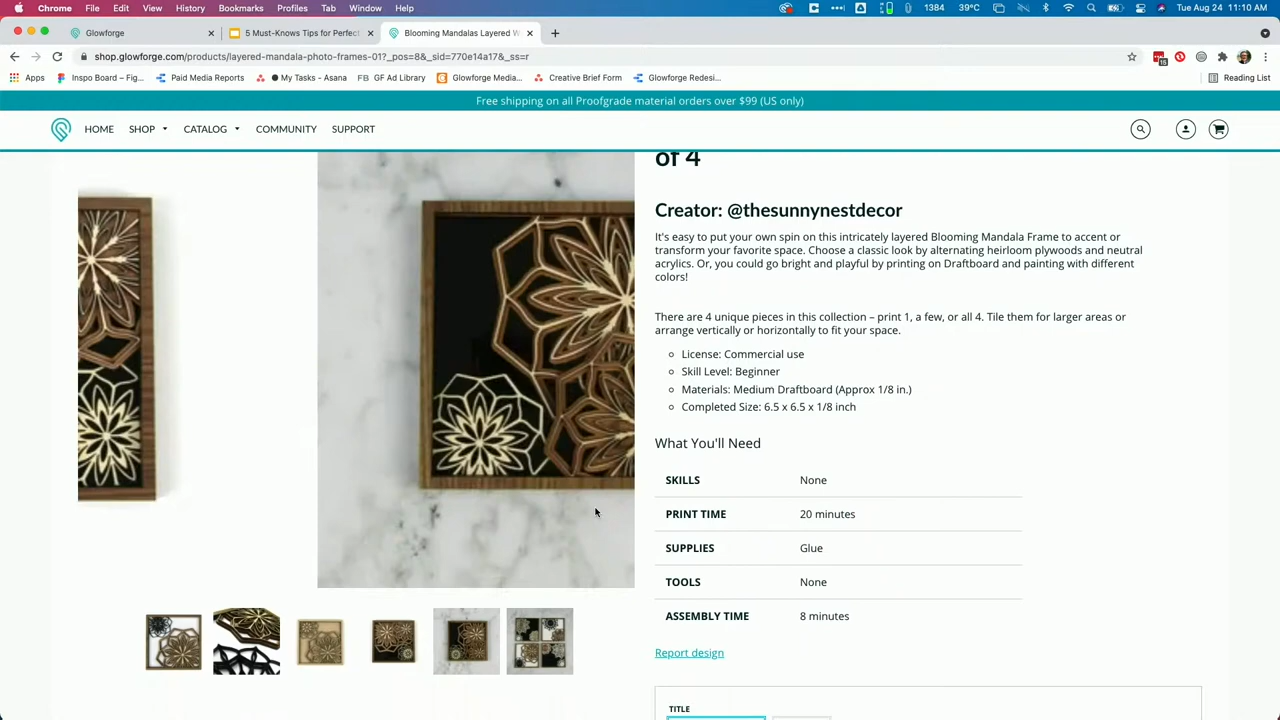 Chrome File Edit View History Bookmarks Profiles Tab Window Help 1384 39°C Tue Aug 24 11:10 AM
Glowforge 5 Must-Knows Tips for Perfect Blooming Mandalas Layered W
shop.glowforge.com/products/layered-mandala-photo-frames-01?_pos=8&_sid=770e14a17&_ss=r
Apps Inspo Board – Fig... Paid Media Reports My Tasks - Asana GF Ad Library Glowforge Media... Creative Brief Form Glowforge Redesi... Reading List
Free shipping on all Proofgrade material orders over $99 (US only)
HOME SHOP CATALOG COMMUNITY SUPPORT
of 4
Creator: @thesunnynestdecor
It's easy to put your own spin on this intricately layered Blooming Mandala Frame to accent or
transform your favorite space. Choose a classic look by alternating heirloom plywoods and neutral
acrylics. Or, you could go bright and playful by printing on Draftboard and painting with different
colors!
There are 4 unique pieces in this collection – print 1, a few, or all 4. Tile them for larger areas or
arrange vertically or horizontally to fit your space.
License: Commercial use
Skill Level: Beginner
Materials: Medium Draftboard (Approx 1/8 in.)
Completed Size: 6.5 x 6.5 x 1/8 inch
What You'll Need
SKILLS None
PRINT TIME 20 minutes
SUPPLIES Glue
TOOLS None
ASSEMBLY TIME 8 minutes
Report design
TITLE